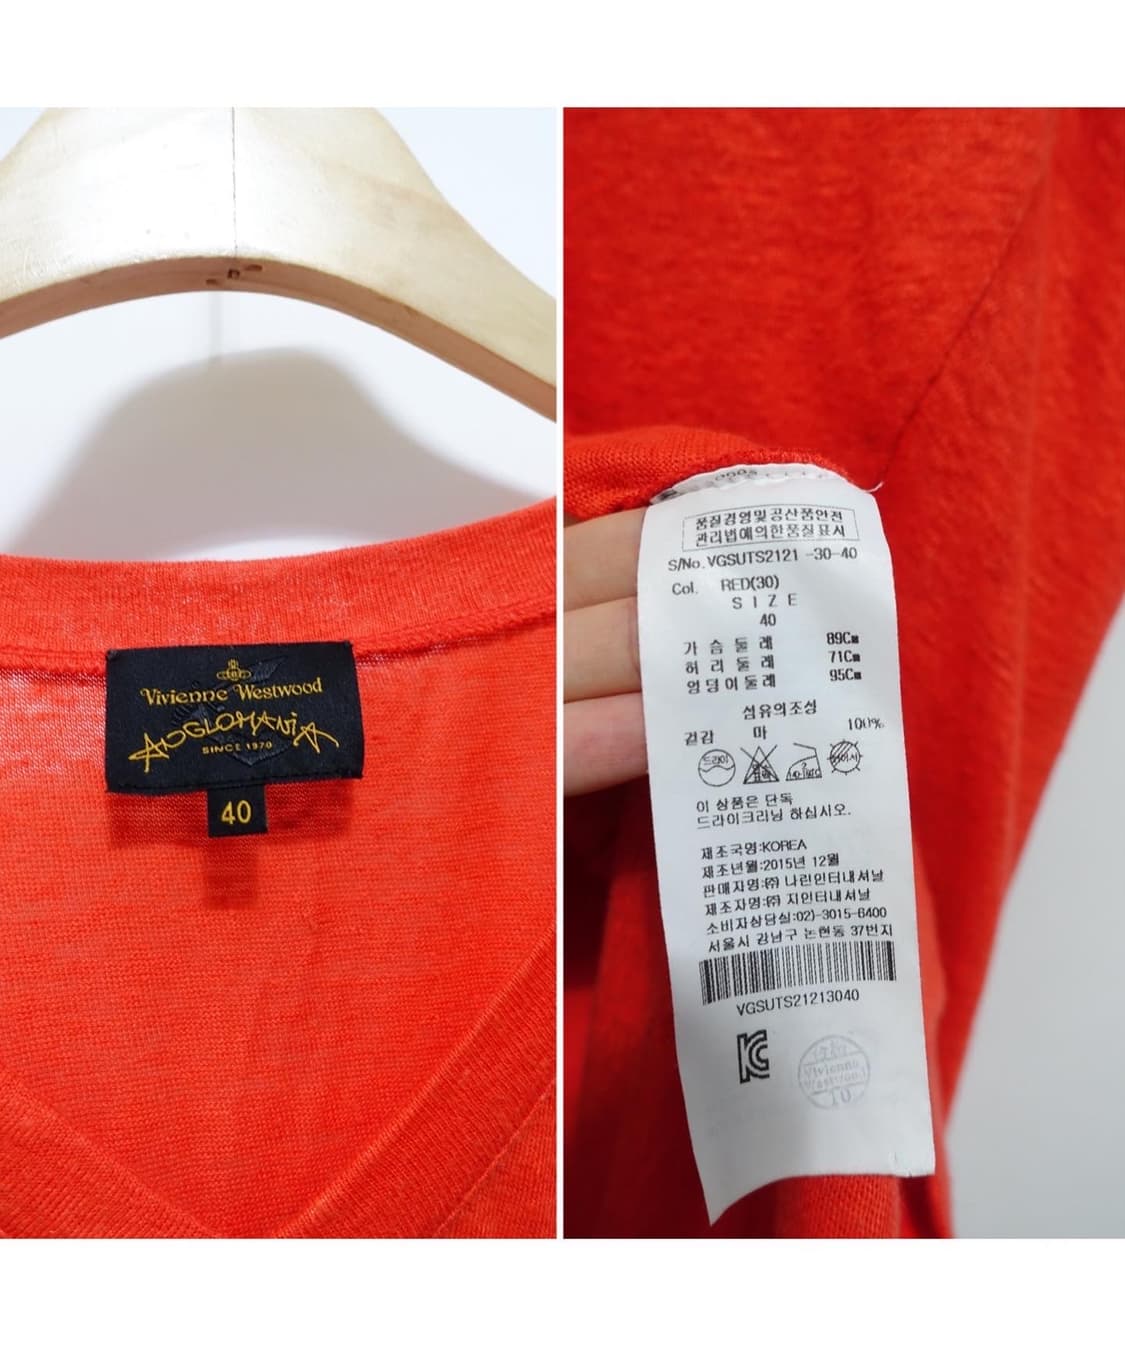 Vivienne Westwood
ANGLOMANIA
SINCE 1970
40
품질경영및공산품안전
관리법에의한품질표시
S/No. VGSUTS2121 -30-40
Col. RED(30)
SIZE
40
가슴둘레 89Cm
허리둘레 71Cm
엉덩이둘레 95Cm
섬유의조성
겉감 마 100%
드라이
이 상품은 단독
드라이크리닝 하십시오.
제조국명:KOREA
제조년월:2015년 12월
판매자명:㈜ 나린인터내셔날
제조자명:㈜ 지인터내셔날
소비자상담실:02)-3015-6400
서울시 강남구 논현동 37번지
VGSUTS21213040
Vivienne
Westwood